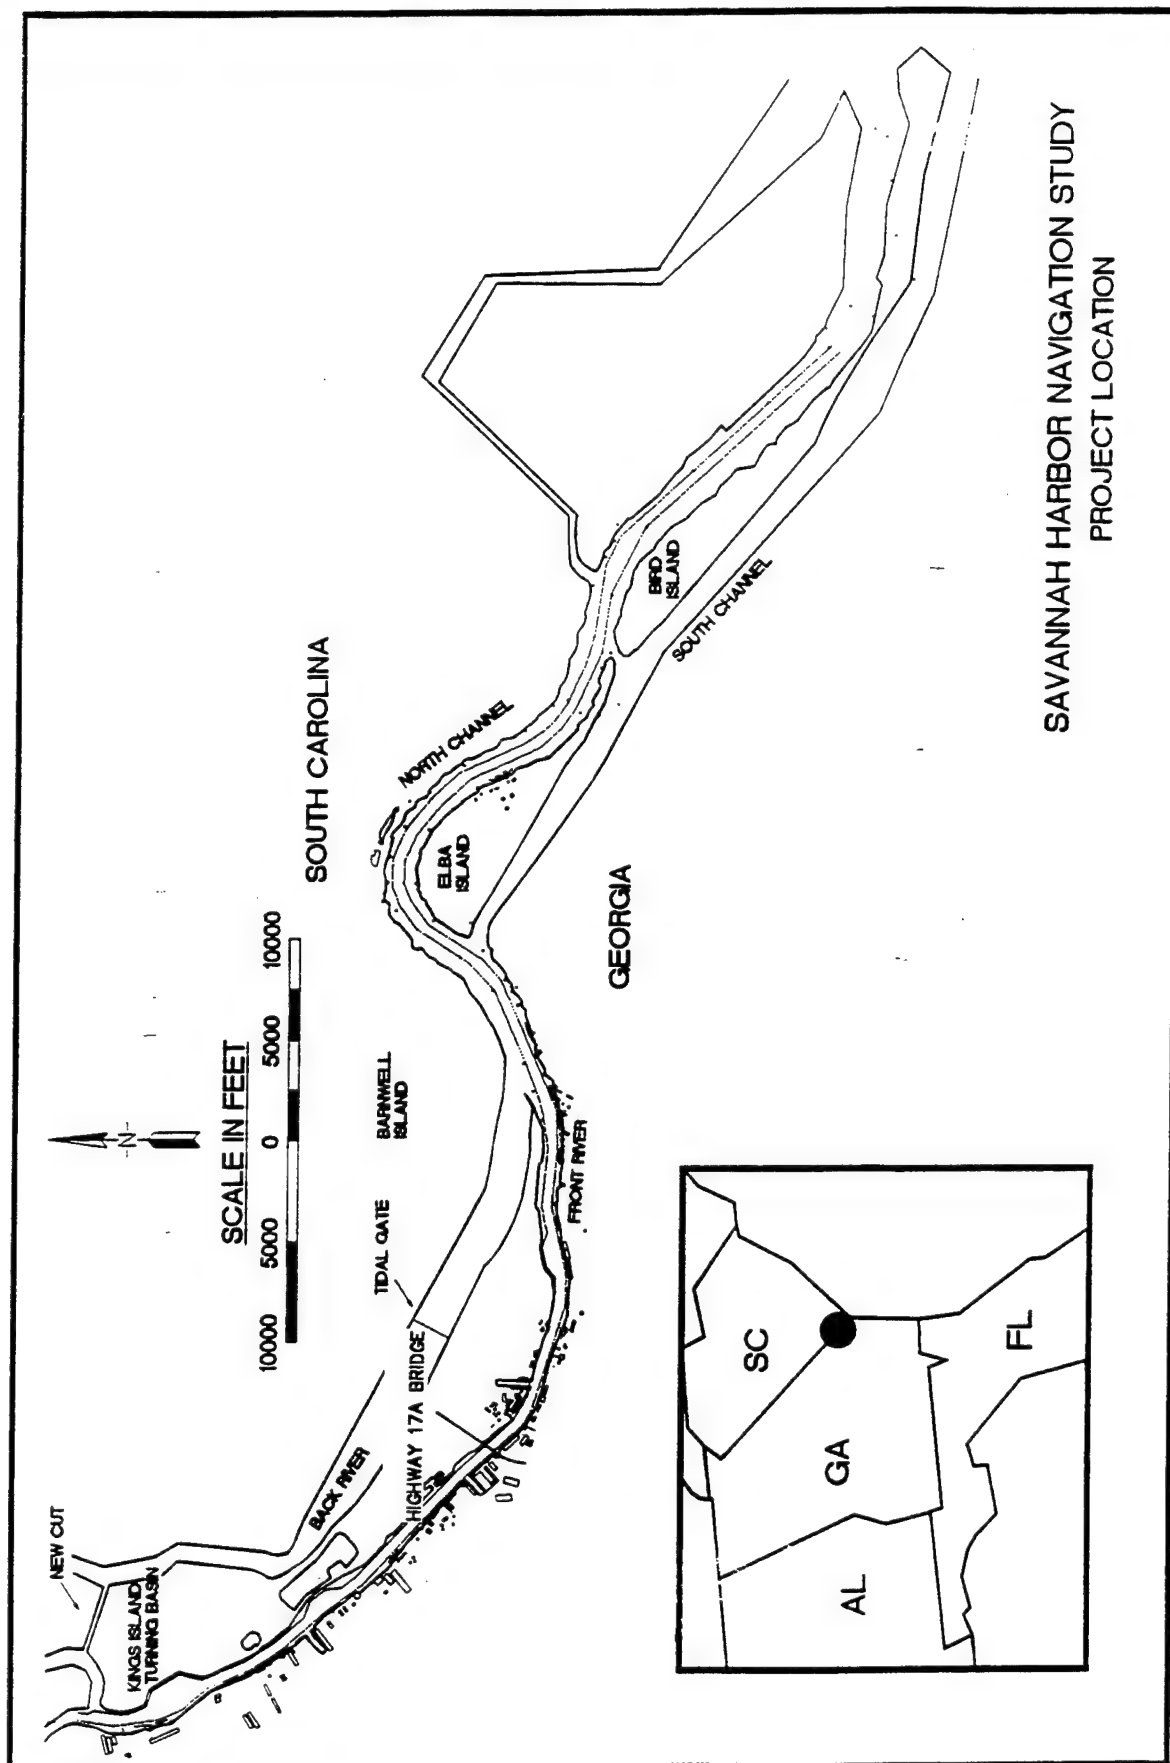 NEW CUT
KINGS ISLAND
TURNING BASIN
BACK RIVER
HIGHWAY 17A BRIDGE
TIDAL GATE
BARNWELL
ISLAND
FRONT RIVER
-N-
SCALE IN FEET
10000 5000 0 5000 10000
SOUTH CAROLINA
NORTH CHANNEL
ELBA
ISLAND
GEORGIA
BIRD
ISLAND
SOUTH CHANNEL
SC
GA
AL
FL
SAVANNAH HARBOR NAVIGATION STUDY
PROJECT LOCATION